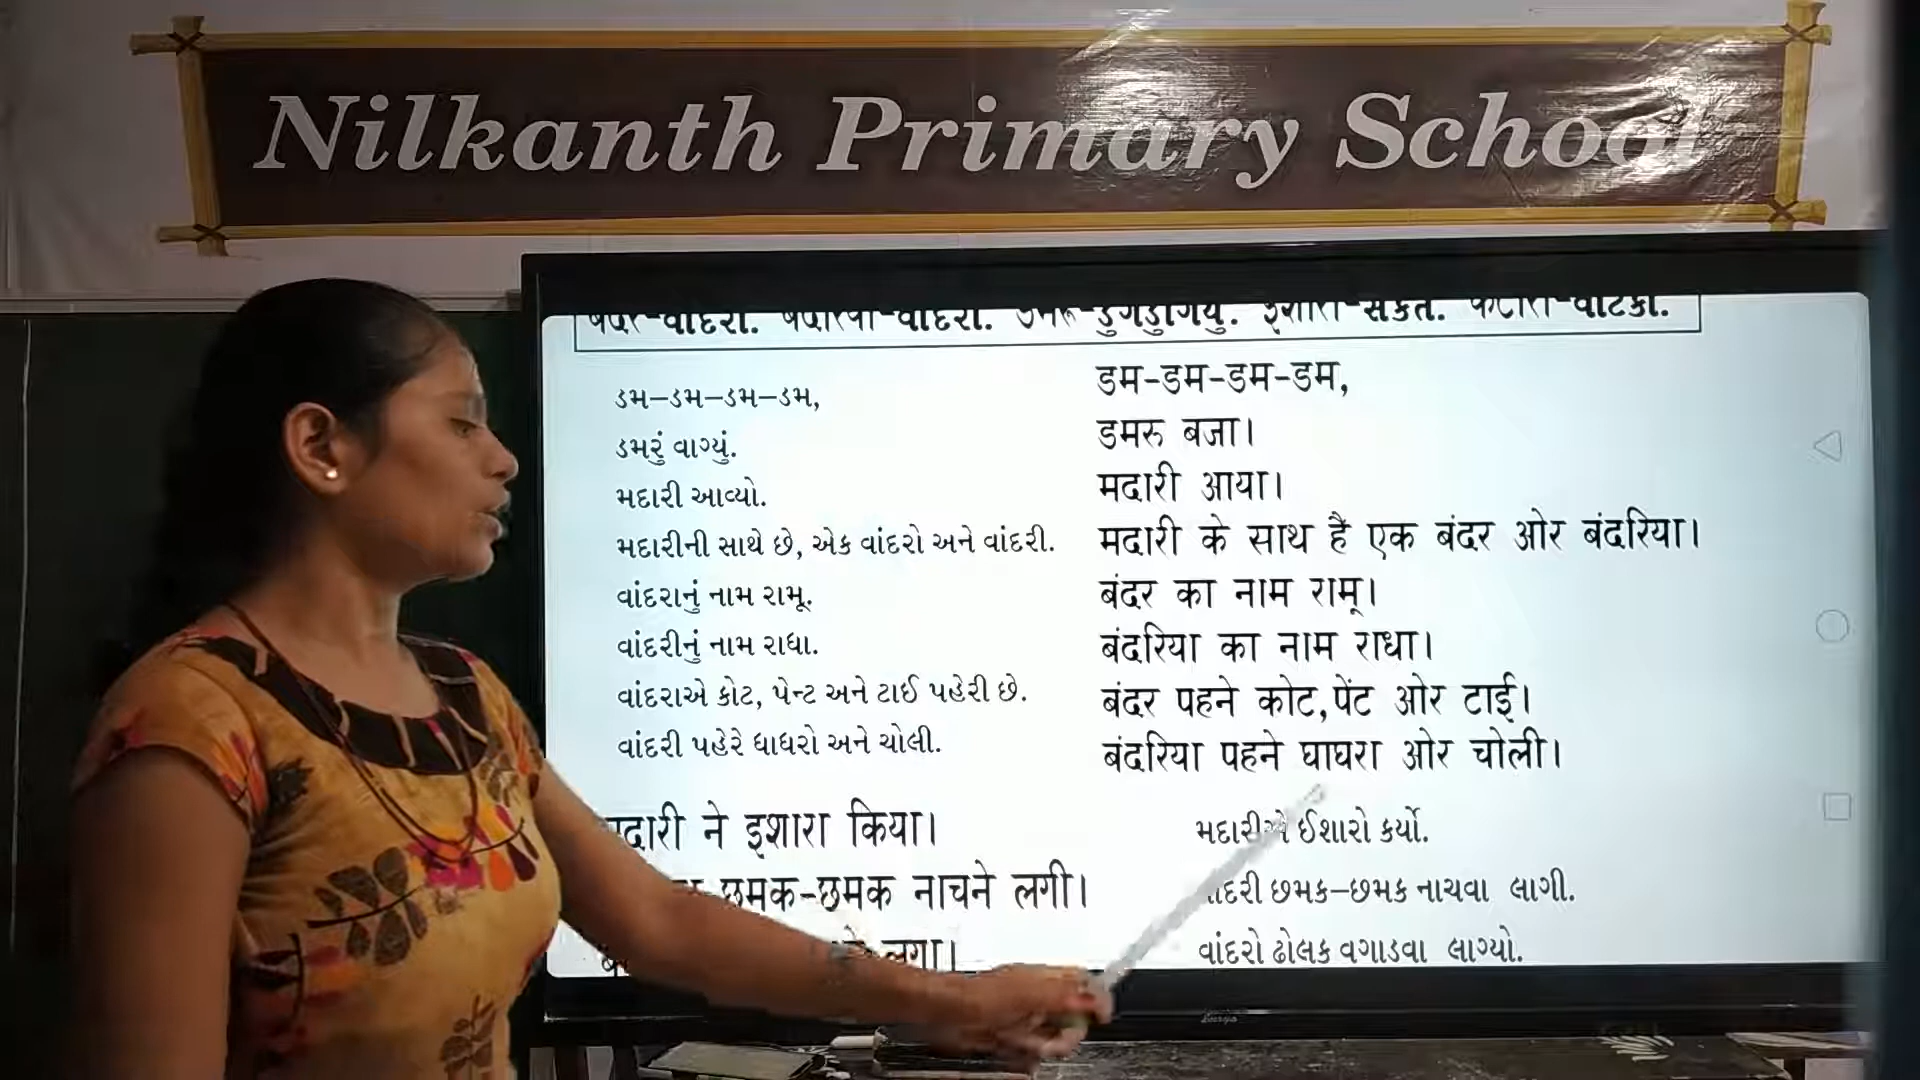 Nilkanth Primary School
ડમ–ડમ–ડમ–ડમ,
ડમરું વાગ્યું.
મદારી આવ્યો.
મદારીની સાથે છે, એક વાંદરો અને વાંદરી.
વાંદરાનું નામ રામૂ.
વાંદરીનું નામ રાધા.
વાંદરાએ કોટ, પેન્ટ અને ટાઈ પહેરી છે.
વાંદરી પહેરે ઘાઘરો અને ચોલી.
डम-डम-डम-डम,
डमरु बजा।
मदारी आया।
मदारी के साथ है एक बंदर ओर बंदरिया।
बंदर का नाम रामू।
बंदरिया का नाम राधा।
बंदर पहने कोट,पेंट ओर टाई।
बंदरिया पहने घाघरा ओर चोली।
ने इशारा किया।
छमक-छमक नाचने लगी।
लगा।
મદારીએ ઈશારો કર્યો.
છમક–છમક નાચવા લાગી.
વાંદરો ઢોલક વગાડવા લાગ્યો.